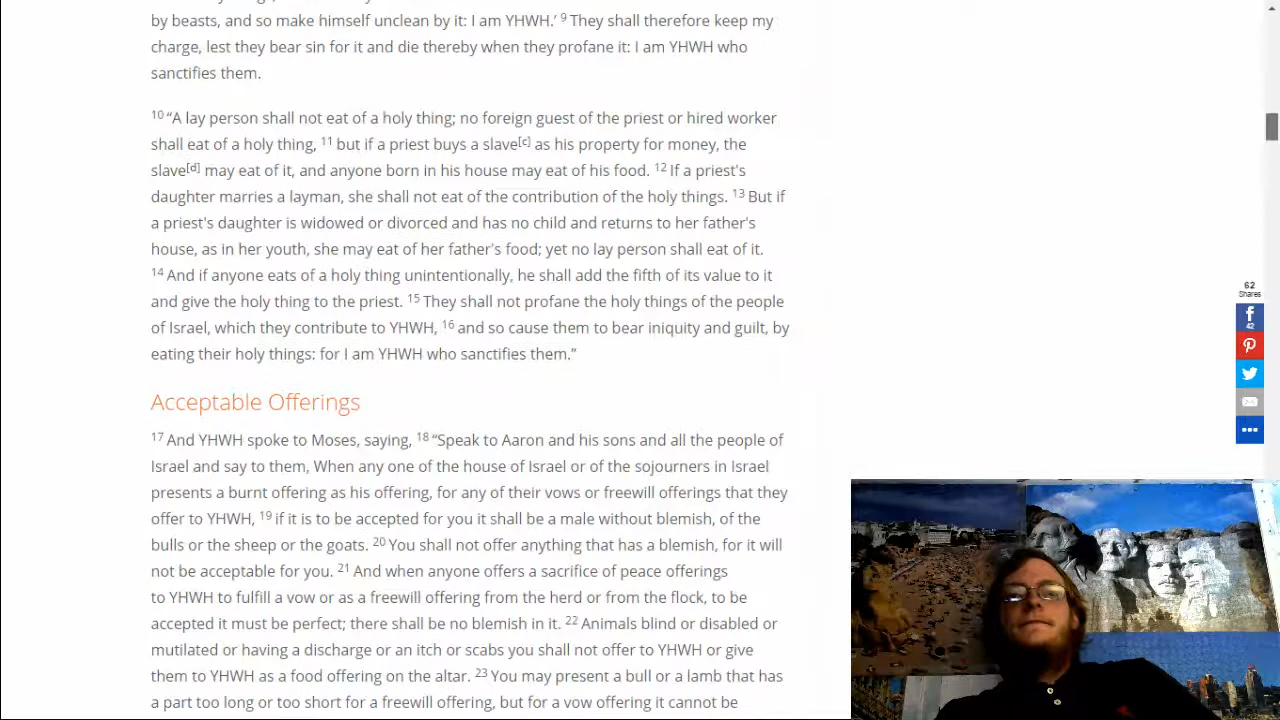 by beasts, and so make himself unclean by it: I am YHWH.’ 9 They shall therefore keep my
charge, lest they bear sin for it and die thereby when they profane it: I am YHWH who
sanctifies them.
10 “A lay person shall not eat of a holy thing; no foreign guest of the priest or hired worker
shall eat of a holy thing, 11 but if a priest buys a slave[c] as his property for money, the
slave[d] may eat of it, and anyone born in his house may eat of his food. 12 If a priest's
daughter marries a layman, she shall not eat of the contribution of the holy things. 13 But if
a priest's daughter is widowed or divorced and has no child and returns to her father's
house, as in her youth, she may eat of her father's food; yet no lay person shall eat of it.
14 And if anyone eats of a holy thing unintentionally, he shall add the fifth of its value to it
and give the holy thing to the priest. 15 They shall not profane the holy things of the people
of Israel, which they contribute to YHWH, 16 and so cause them to bear iniquity and guilt, by
eating their holy things: for I am YHWH who sanctifies them.”
Acceptable Offerings
17 And YHWH spoke to Moses, saying, 18 “Speak to Aaron and his sons and all the people of
Israel and say to them, When any one of the house of Israel or of the sojourners in Israel
presents a burnt offering as his offering, for any of their vows or freewill offerings that they
offer to YHWH, 19 if it is to be accepted for you it shall be a male without blemish, of the
bulls or the sheep or the goats. 20 You shall not offer anything that has a blemish, for it will
not be acceptable for you. 21 And when anyone offers a sacrifice of peace offerings
to YHWH to fulfill a vow or as a freewill offering from the herd or from the flock, to be
accepted it must be perfect; there shall be no blemish in it. 22 Animals blind or disabled or
mutilated or having a discharge or an itch or scabs you shall not offer to YHWH or give
them to YHWH as a food offering on the altar. 23 You may present a bull or a lamb that has
a part too long or too short for a freewill offering, but for a vow offering it cannot be
62
Shares
42